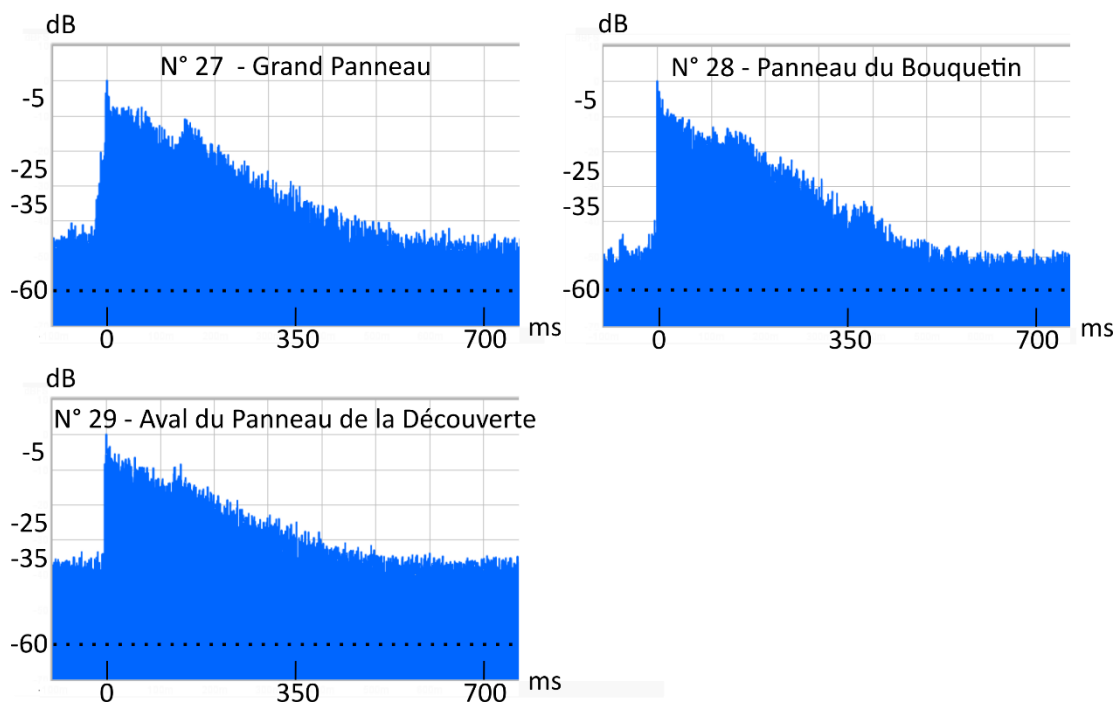 dB
N° 27 - Grand Panneau
-5
-25
-35
-60
0 350 700 ms
dB
N° 28 - Panneau du Bouquetin
-5
-25
-35
-60
0 350 700 ms
dB
N° 29 - Aval du Panneau de la Découverte
-5
-25
-35
-60
0 350 700 ms